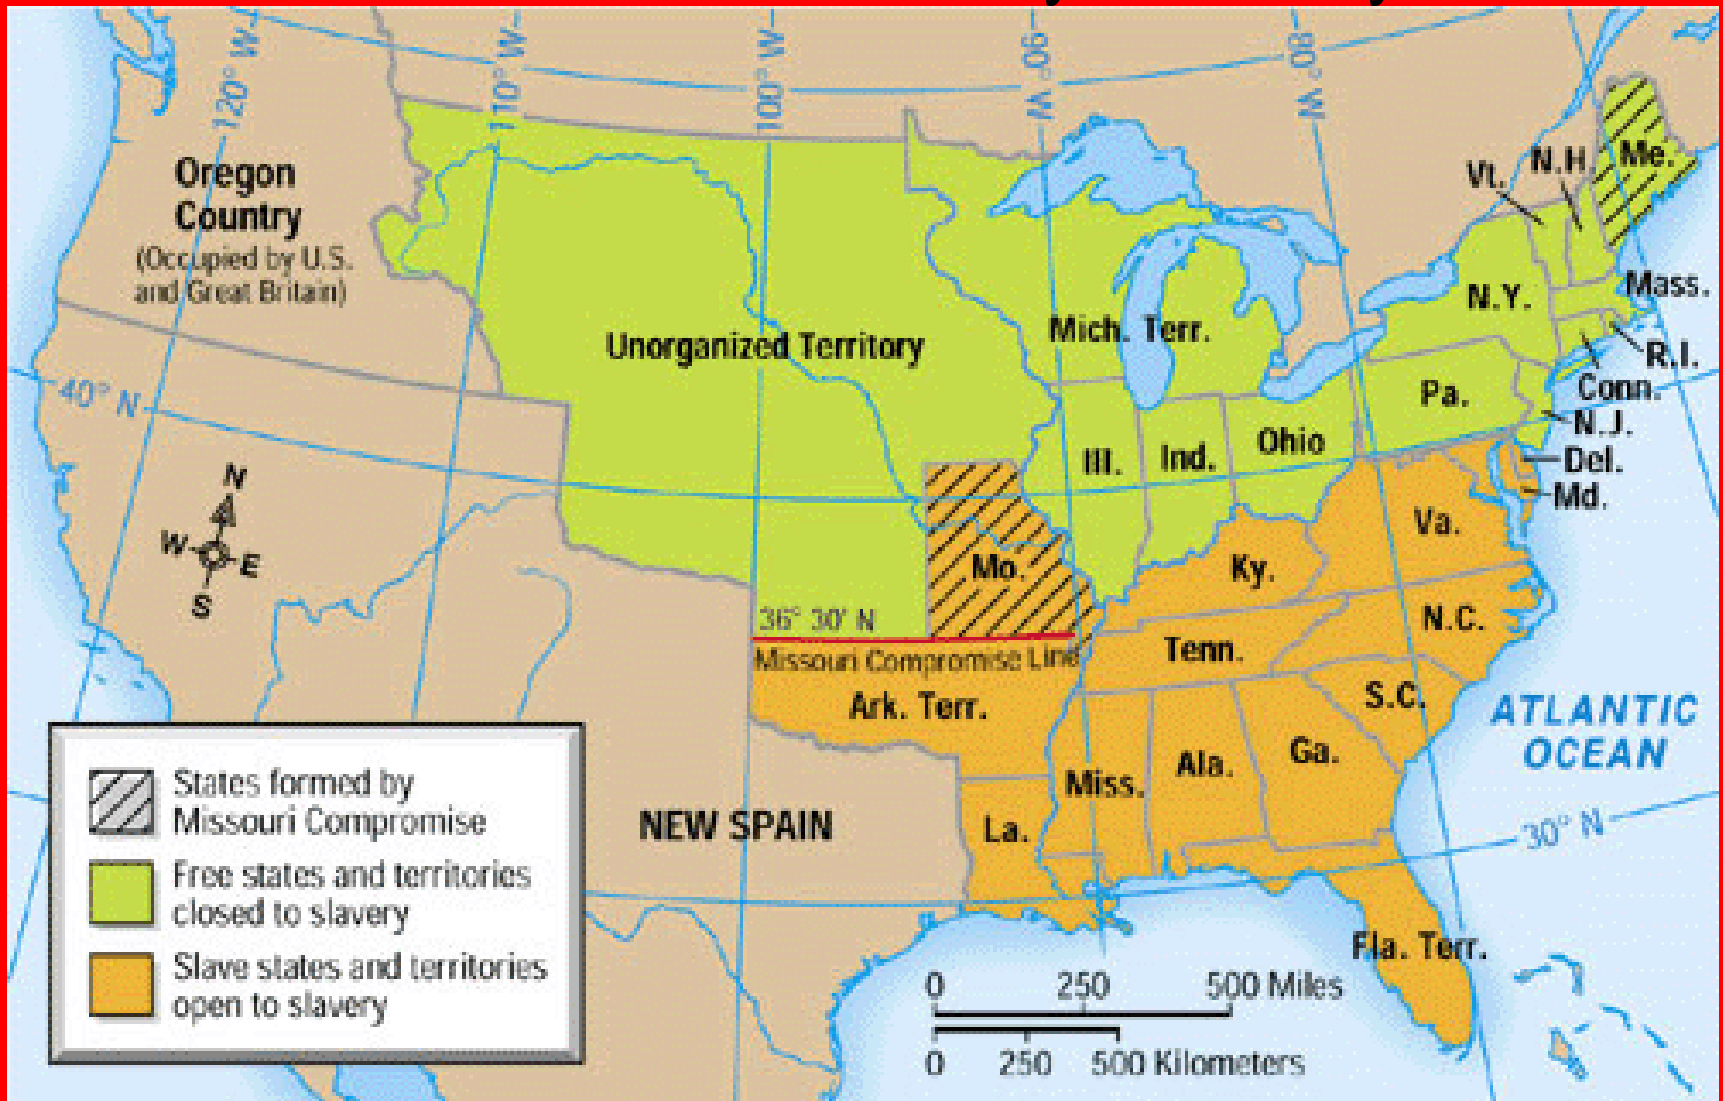 120° W
110° W
100° W
90° W
80° W
Oregon
Country
(Occupied by U.S.
and Great Britain)
Unorganized Territory
Mich. Terr.
Vt.
N.H.
Me.
N.Y.
Mass.
R.I.
Conn.
Pa.
N.J.
Del.
Md.
40° N
Ill.
Ind.
Ohio
Va.
Ky.
Mo.
N
W
E
S
36° 30' N
Missouri Compromise Line
Tenn.
N.C.
S.C.
Ark. Terr.
Miss.
Ala.
Ga.
La.
ATLANTIC
OCEAN
NEW SPAIN
30° N
Fla. Terr.
States formed by
Missouri Compromise
Free states and territories
closed to slavery
Slave states and territories
open to slavery
0 250 500 Miles
0 250 500 Kilometers